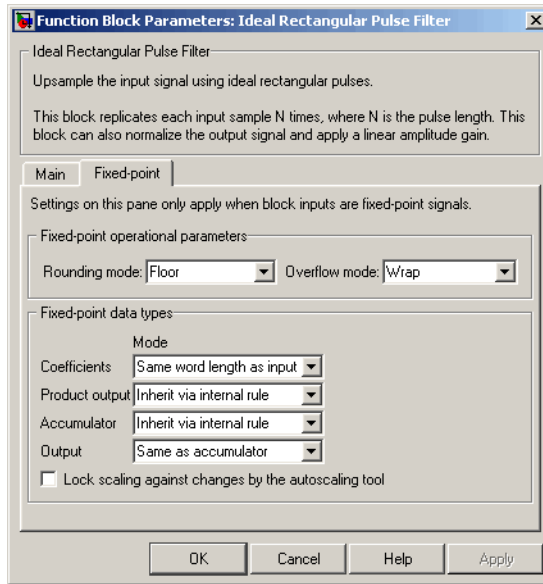 Function Block Parameters: Ideal Rectangular Pulse Filter
Ideal Rectangular Pulse Filter
Upsample the input signal using ideal rectangular pulses.
This block replicates each input sample N times, where N is the pulse length. This
block can also normalize the output signal and apply a linear amplitude gain.
Main Fixed-point
Settings on this pane only apply when block inputs are fixed-point signals.
Fixed-point operational parameters
Rounding mode: Floor Overflow mode: Wrap
Fixed-point data types
Mode
Coefficients Same word length as input
Product output Inherit via internal rule
Accumulator Inherit via internal rule
Output Same as accumulator
Lock scaling against changes by the autoscaling tool
OK Cancel Help Apply